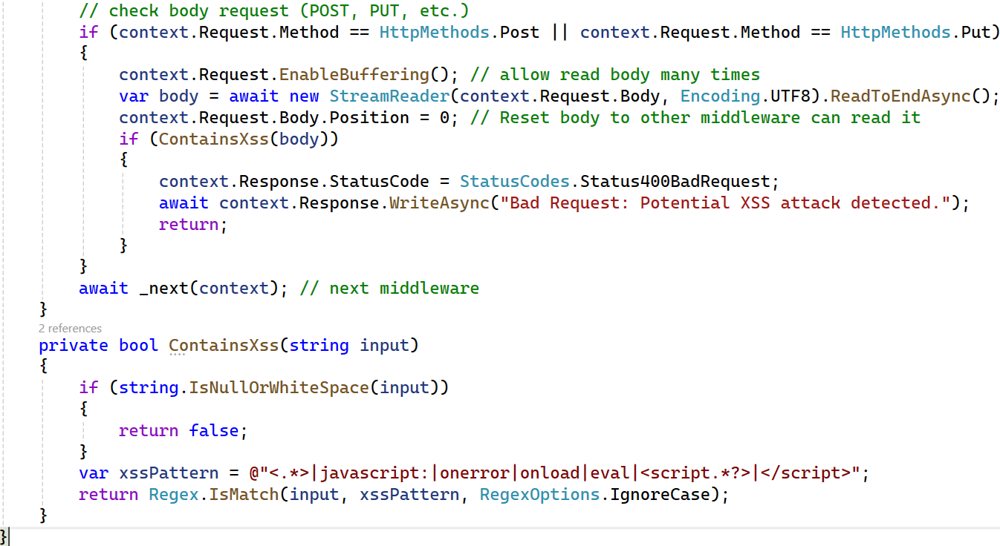 // check body request (POST, PUT, etc.)
if (context.Request.Method == HttpMethods.Post || context.Request.Method == HttpMethods.Put)
{
context.Request.EnableBuffering(); // allow read body many times
var body = await new StreamReader(context.Request.Body, Encoding.UTF8).ReadToEndAsync();
context.Request.Body.Position = 0; // Reset body to other middleware can read it
if (ContainsXss(body))
{
context.Response.StatusCode = StatusCodes.Status400BadRequest;
await context.Response.WriteAsync("Bad Request: Potential XSS attack detected.");
return;
}
}
await _next(context); // next middleware
}
2 references
private bool ContainsXss(string input)
{
if (string.IsNullOrWhiteSpace(input))
{
return false;
}
var xssPattern = @"<.*>|javascript:|onerror|onload|eval|<script.*?>|</script>";
return Regex.IsMatch(input, xssPattern, RegexOptions.IgnoreCase);
}
}